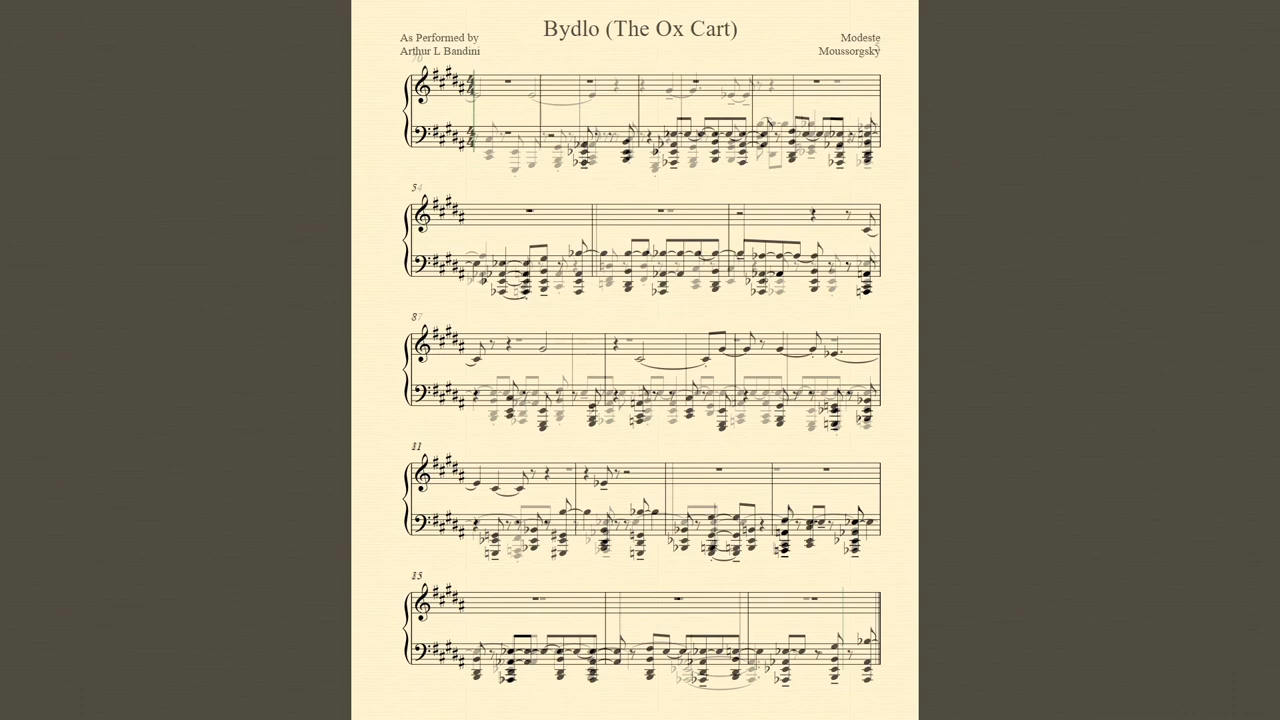 Bydlo (The Ox Cart)
As Performed by
Arthur L Bandini
Modeste
Moussorgsky